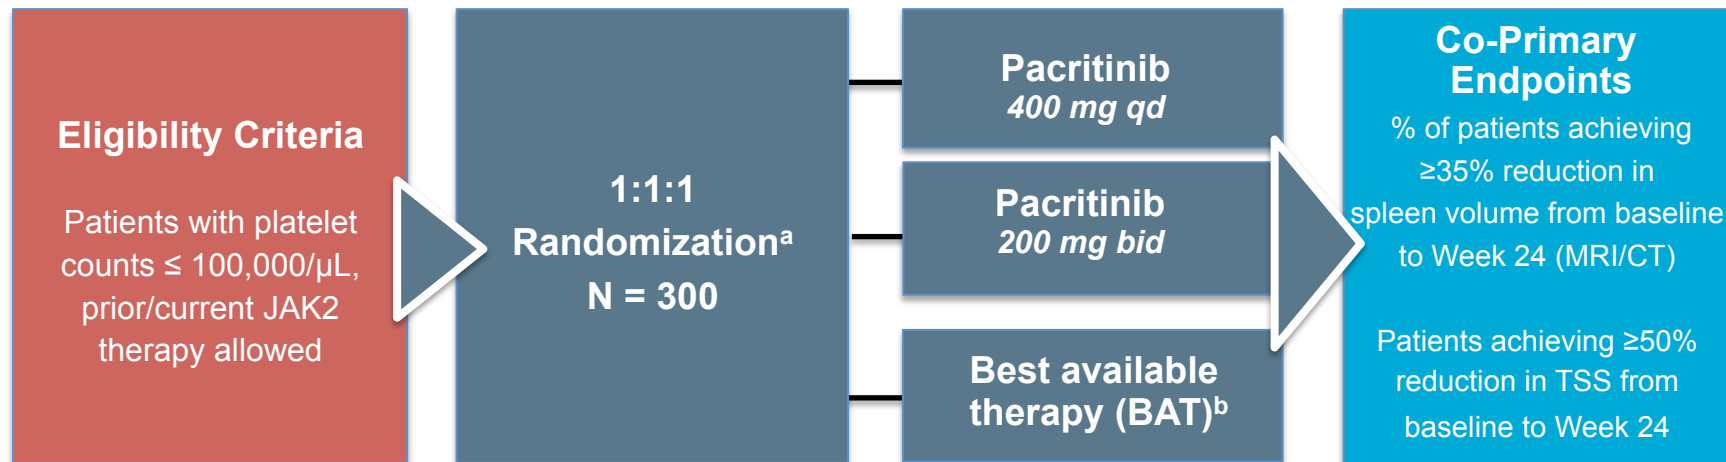 Eligibility Criteria
Patients with platelet
counts ≤ 100,000/µL,
prior/current JAK2
therapy allowed
1:1:1
Randomizationᵃ
N = 300
Pacritinib
400 mg qd
Pacritinib
200 mg bid
Best available
therapy (BAT)ᵇ
Co-Primary
Endpoints
% of patients achieving
≥35% reduction in
spleen volume from baseline
to Week 24 (MRI/CT)
Patients achieving ≥50%
reduction in TSS from
baseline to Week 24